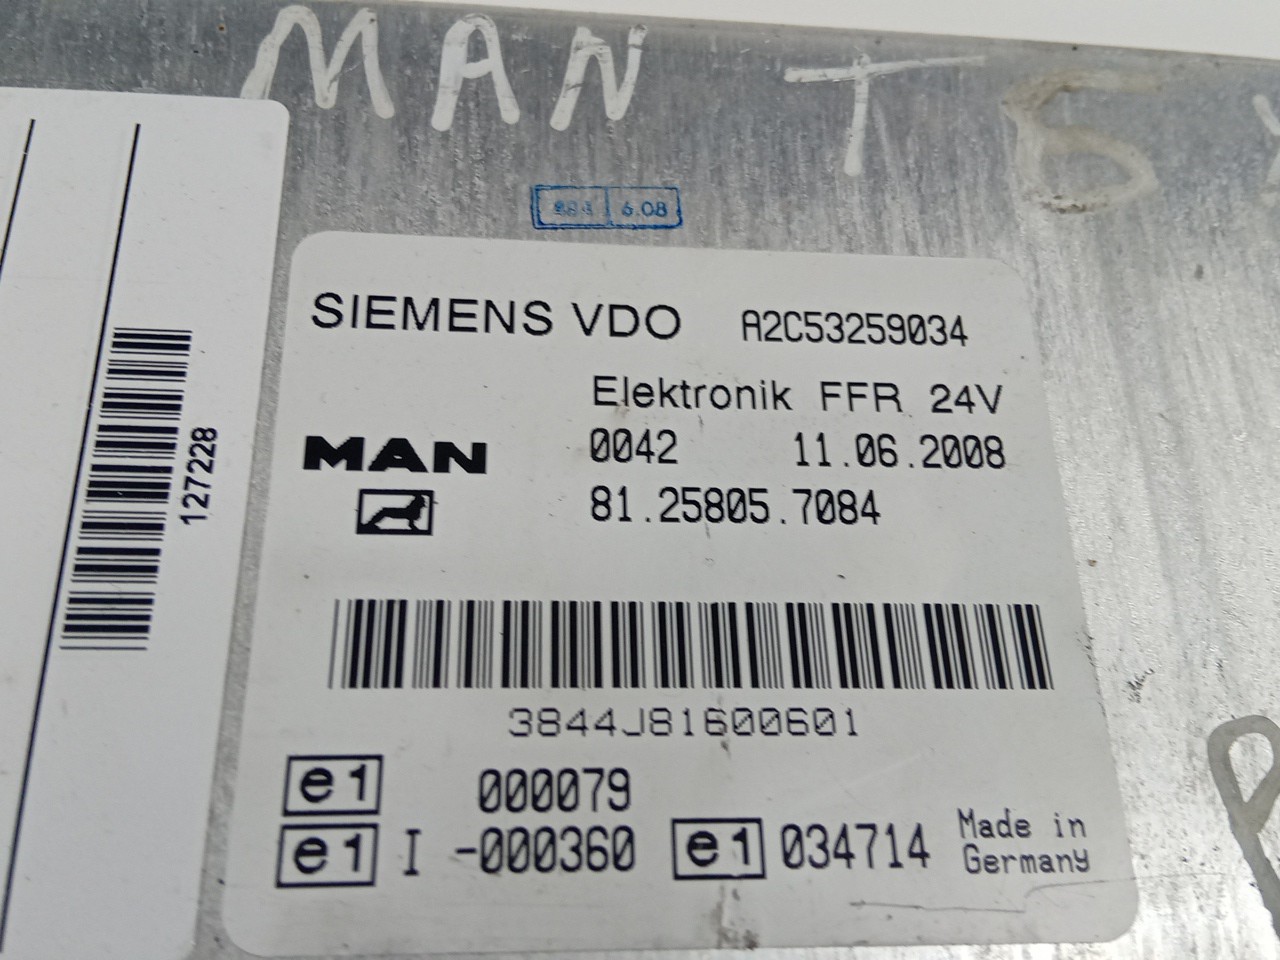 MAN T
6.08
SIEMENS VDO A2C53259034
Elektronik FFR 24V
MAN 0042 11.06.2008
81.25805.7084
127228
3844J81600601
e1 000079
e1 I -000360 e1 034714 Made in
Germany